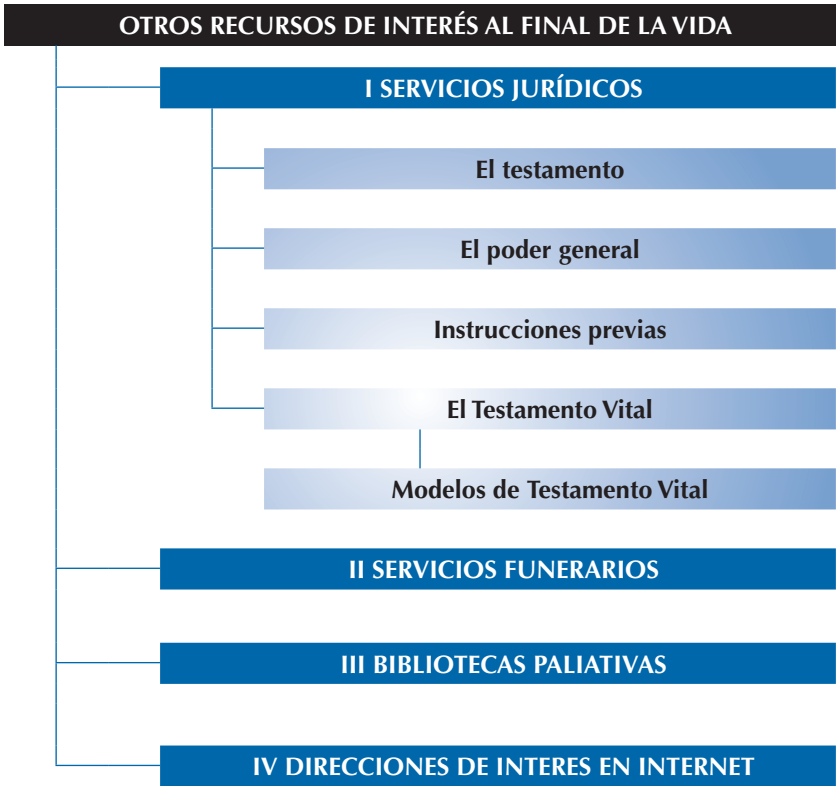 OTROS RECURSOS DE INTERÉS AL FINAL DE LA VIDA
I SERVICIOS JURÍDICOS
El testamento
El poder general
Instrucciones previas
El Testamento Vital
Modelos de Testamento Vital
II SERVICIOS FUNERARIOS
III BIBLIOTECAS PALIATIVAS
IV DIRECCIONES DE INTERES EN INTERNET